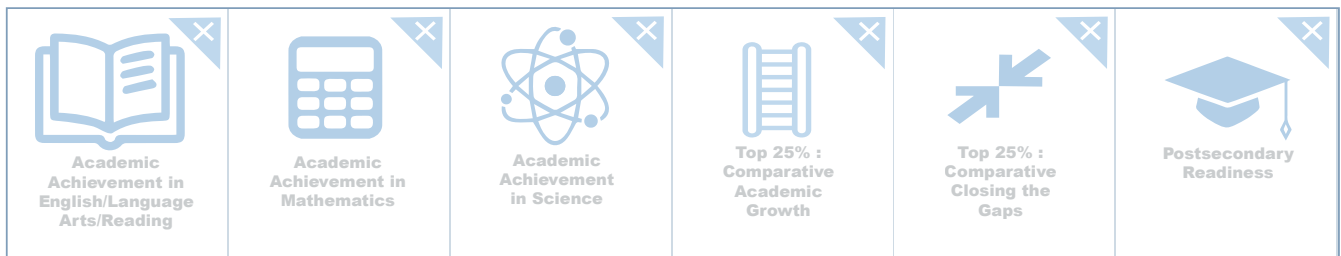 Academic
Achievement in
English/Language
Arts/Reading
Academic
Achievement in
Mathematics
Academic
Achievement
in Science
Top 25% :
Comparative
Academic
Growth
Top 25% :
Comparative
Closing the
Gaps
Postsecondary
Readiness